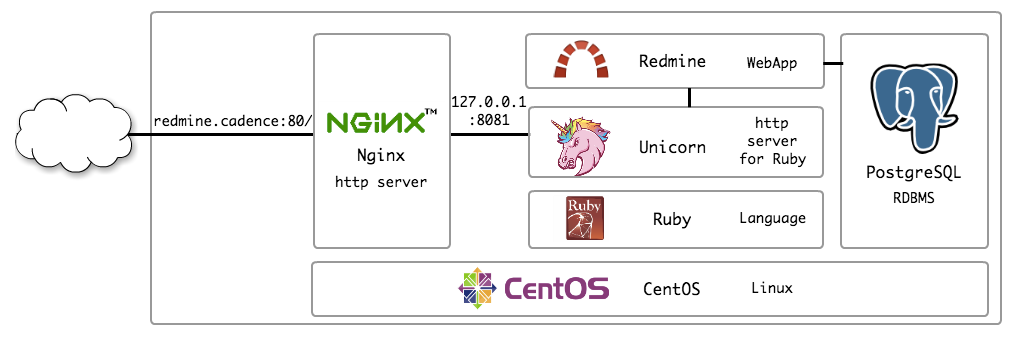 redmine.cadence:80/
NGINX™
Nginx
http server
127.0.0.1
:8081
Redmine
WebApp
Unicorn
http
server
for Ruby
Ruby
Ruby
Language
PostgreSQL
RDBMS
CentOS
CentOS
Linux